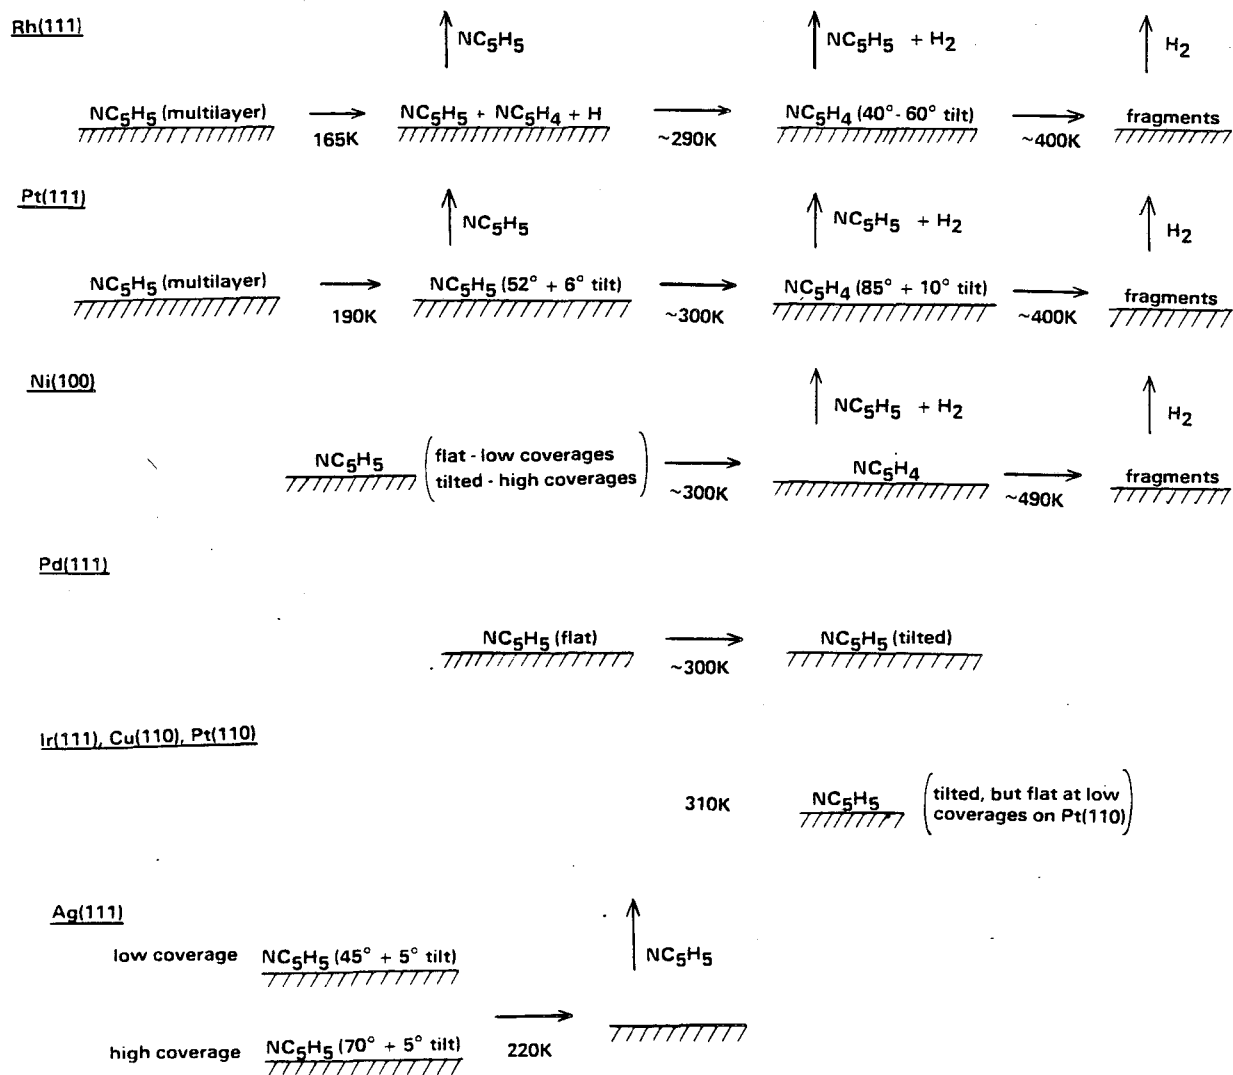 Rh(111)
NC5H5
NC5H5 + H2
H2
NC5H5 (multilayer)
165K
NC5H5 + NC5H4 + H
~290K
NC5H4 (40° - 60° tilt)
~400K
fragments
Pt(111)
NC5H5
NC5H5 + H2
H2
NC5H5 (multilayer)
190K
NC5H5 (52° + 6° tilt)
~300K
NC5H4 (85° + 10° tilt)
~400K
fragments
Ni(100)
NC5H5 + H2
H2
NC5H5
flat - low coverages
tilted - high coverages
~300K
NC5H4
~490K
fragments
Pd(111)
NC5H5 (flat)
~300K
NC5H5 (tilted)
Ir(111), Cu(110), Pt(110)
310K
NC5H5
tilted, but flat at low
coverages on Pt(110)
Ag(111)
low coverage
NC5H5 (45° + 5° tilt)
NC5H5
high coverage
NC5H5 (70° + 5° tilt)
220K